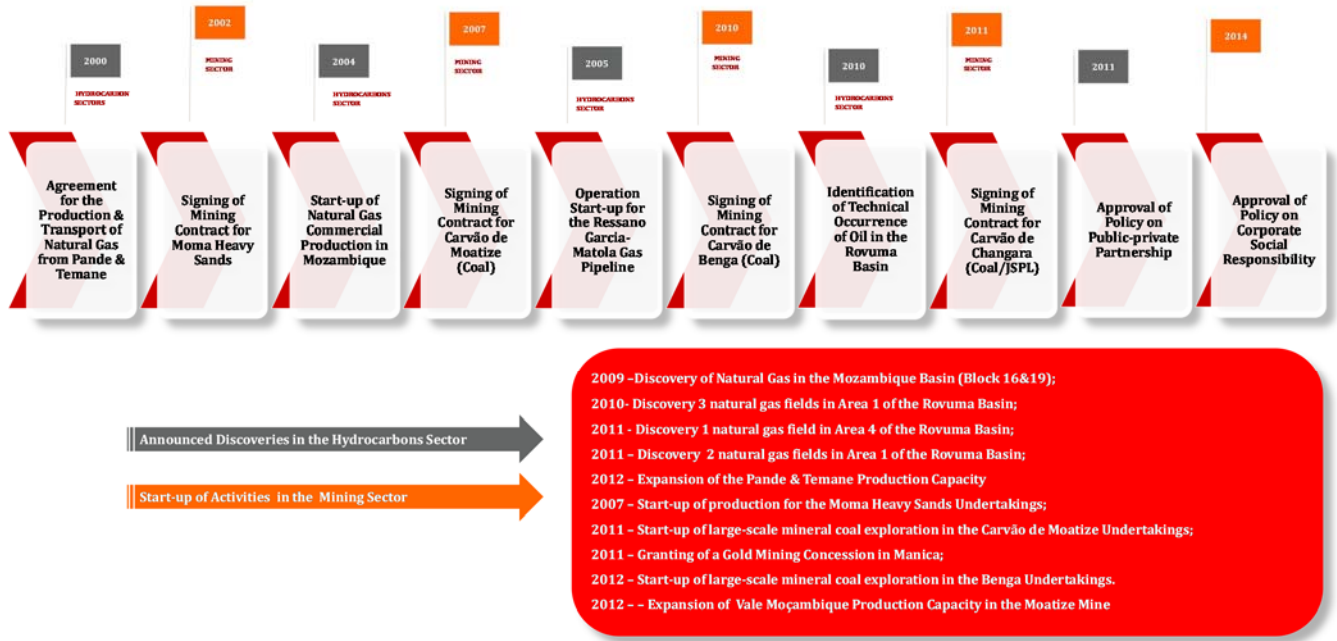 2000
HYDROCARBON
SECTORS
2002
MINING
SECTOR
2004
HYDROCARBONS
SECTOR
2007
MINING
SECTOR
2005
HYDROCARBONS
SECTOR
2010
MINING
SECTOR
2010
HYDROCARBONS
SECTOR
2011
MINING
SECTOR
2011
2014
Agreement
for the
Production &
Transport of
Natural Gas
from Pande &
Temane
Signing of
Mining
Contract for
Moma Heavy
Sands
Start-up of
Natural Gas
Commercial
Production in
Mozambique
Signing of
Mining
Contract for
Carvão de
Moatize
(Coal)
Operation
Start-up for
the Ressano
Garcia-
Matola Gas
Pipeline
Signing of
Mining
Contract for
Carvão de
Benga (Coal)
Identification
of Technical
Occurrence
of Oil in the
Rovuma
Basin
Signing of
Mining
Contract for
Carvão de
Changara
(Coal/JSPL)
Approval of
Policy on
Public-private
Partnership
Approval of
Policy on
Corporate
Social
Responsibility
Announced Discoveries in the Hydrocarbons Sector
Start-up of Activities in the Mining Sector
2009 –Discovery of Natural Gas in the Mozambique Basin (Block 16&19);
2010- Discovery 3 natural gas fields in Area 1 of the Rovuma Basin;
2011 - Discovery 1 natural gas field in Area 4 of the Rovuma Basin;
2011 – Discovery 2 natural gas fields in Area 1 of the Rovuma Basin;
2012 – Expansion of the Pande & Temane Production Capacity
2007 – Start-up of production for the Moma Heavy Sands Undertakings;
2011 – Start-up of large-scale mineral coal exploration in the Carvão de Moatize Undertakings;
2011 – Granting of a Gold Mining Concession in Manica;
2012 – Start-up of large-scale mineral coal exploration in the Benga Undertakings.
2012 – – Expansion of Vale Moçambique Production Capacity in the Moatize Mine